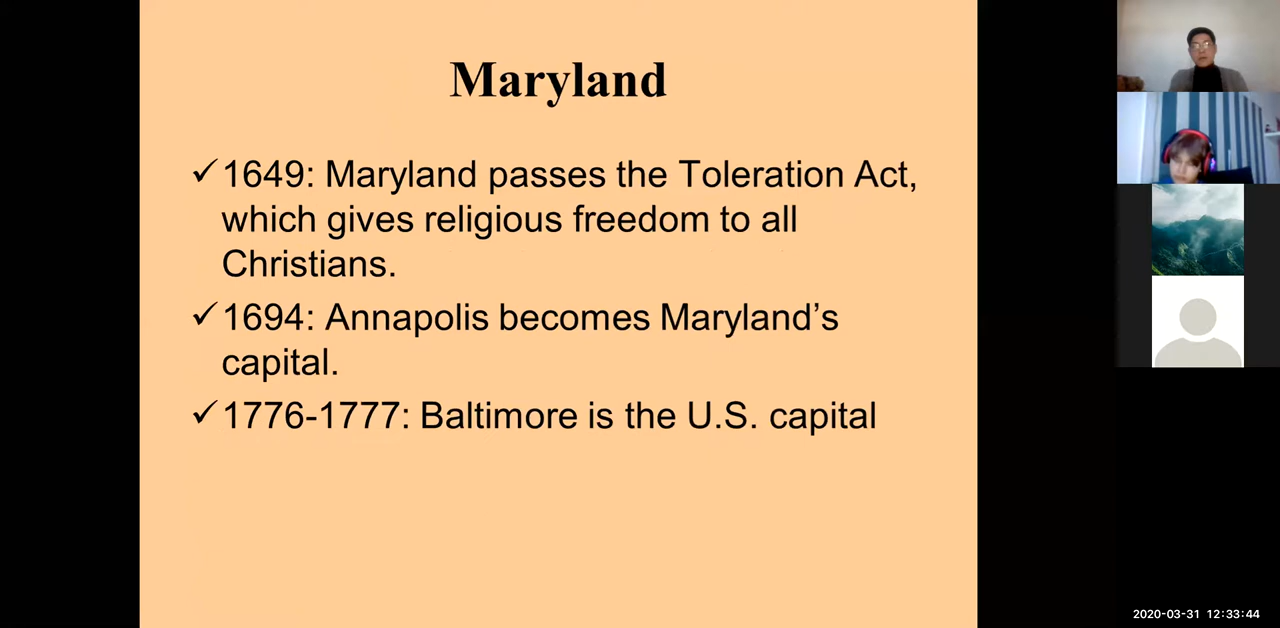 Maryland
✓1649: Maryland passes the Toleration Act,
which gives religious freedom to all
Christians.
✓1694: Annapolis becomes Maryland’s
capital.
✓1776-1777: Baltimore is the U.S. capital
2020-03-31 12:33:44